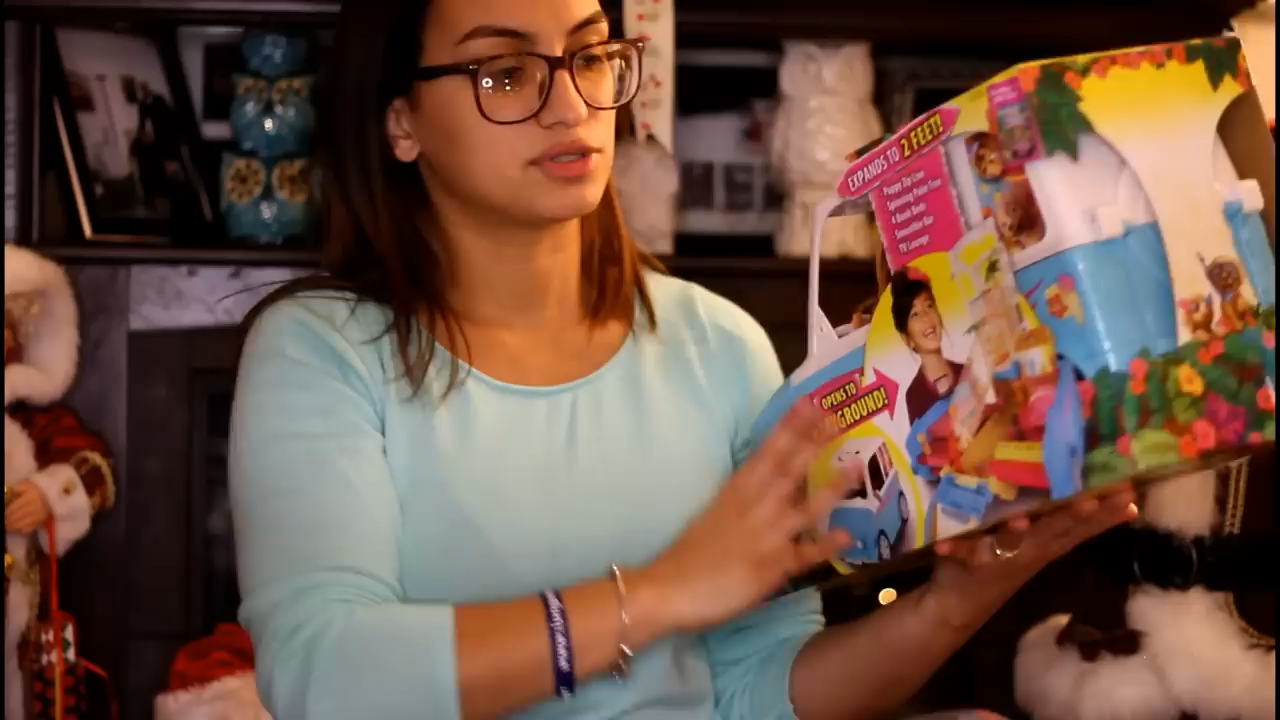 EXPANDS TO 2 FEET!
· Puppy Zip Line
· Spinning Palm Tree
· 4 Bunk Beds
· Smoothie Bar
· TV Lounge
OPENS TO
PLAYGROUND!